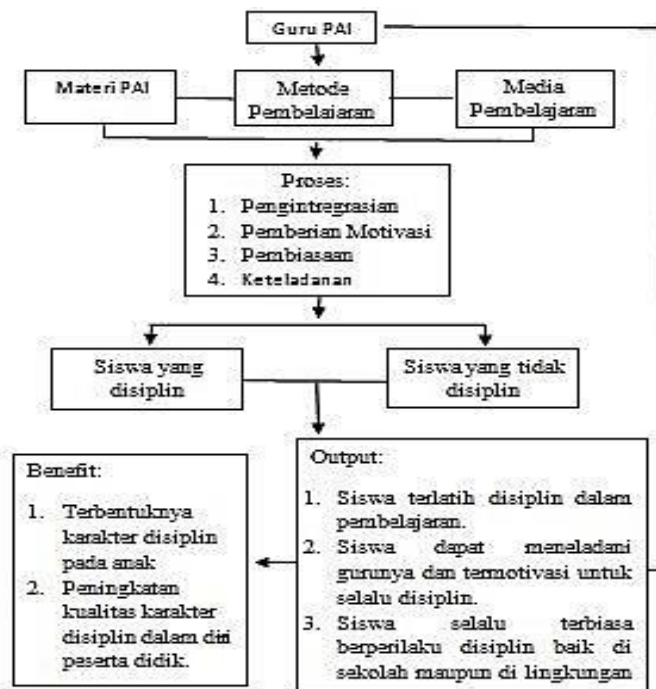 Guru PAI
Materi PAI
Metode
Pembelajaran
Media
Pembelajaran
Proses:
1. Pengintregrasian
2. Pemberian Motivasi
3. Pembiasaan
4. Keteladanan
Siswa yang
disiplin
Siswa yang tidak
disiplin
Benefit:
1. Terbentuknya
karakter disiplin
pada anak
2. Peningkatan
kualitas karakter
disiplin dalam diri
peserta didik.
Output:
1. Siswa terlatih disiplin dalam
pembelajaran.
2. Siswa dapat meneladani
gurunya dan termotivasi untuk
selalu disiplin.
3. Siswa selalu terbiasa
berperilaku disiplin baik di
sekolah maupun di lingkungan